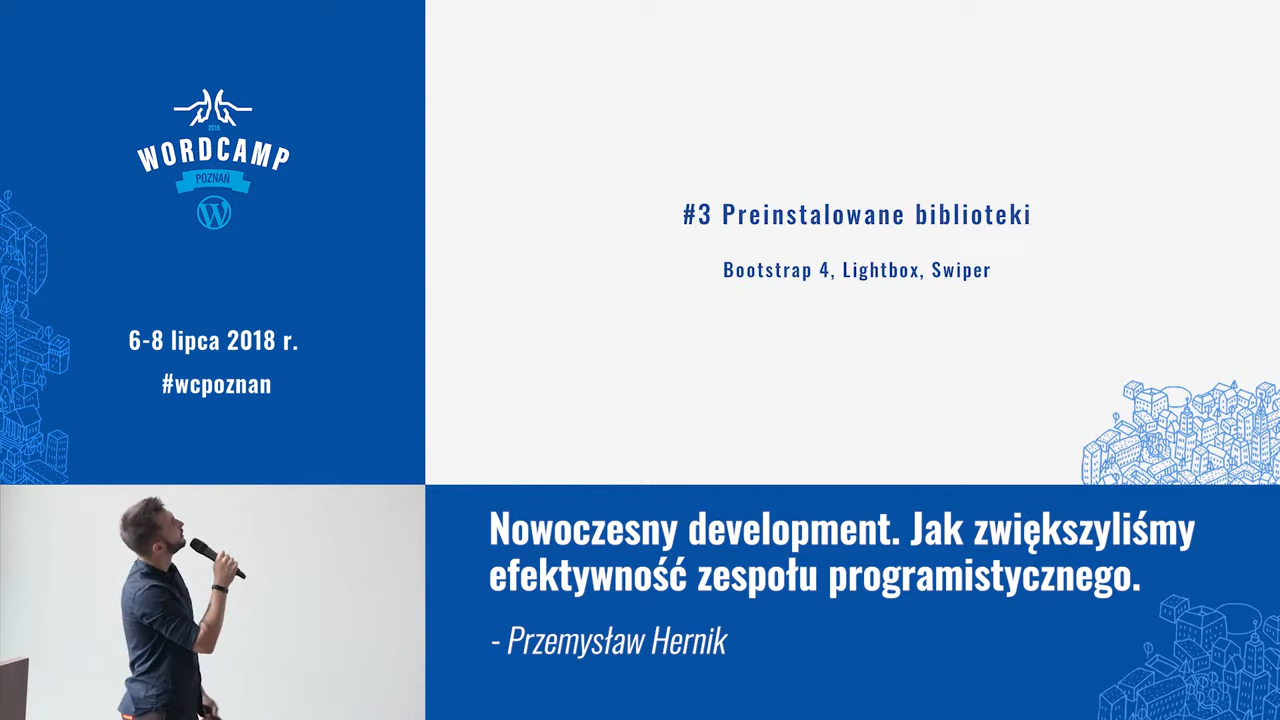 2018
WORDCAMP
POZNAŃ
6-8 lipca 2018 r.
#wcpoznan
#3 Preinstalowane biblioteki
Bootstrap 4, Lightbox, Swiper
Nowoczesny development. Jak zwiększyliśmy
efektywność zespołu programistycznego.
- Przemysław Hernik